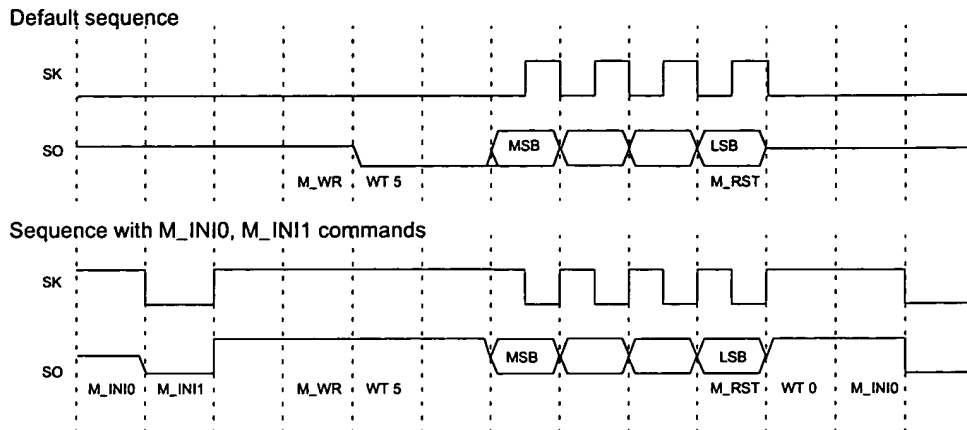 Default sequence
SK
SO MSB LSB
M_WR WT 5 M_RST
Sequence with M_INI0, M_INI1 commands
SK
SO MSB LSB
M_INI0 M_INI1 M_WR WT 5 M_RST WT 0 M_INI0